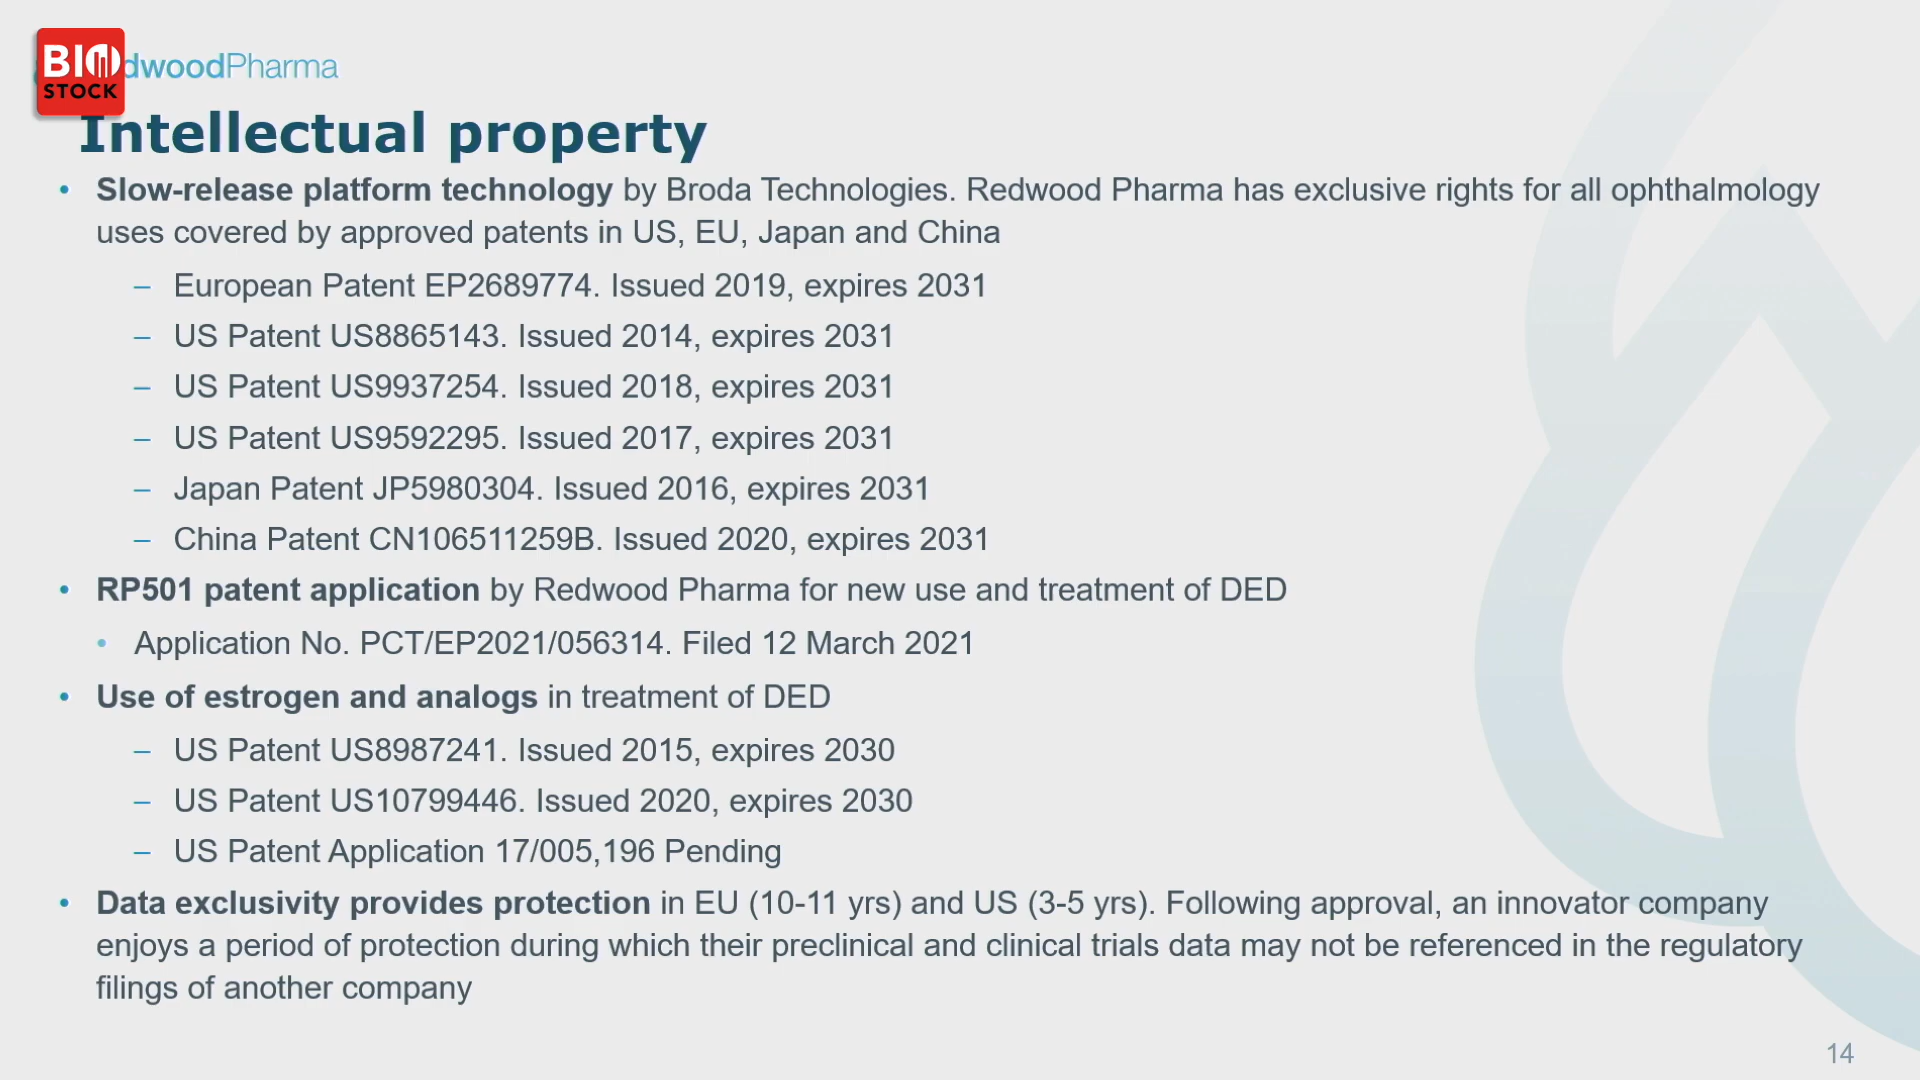 BIO
STOCK
dwoodPharma
Intellectual property
• Slow-release platform technology by Broda Technologies. Redwood Pharma has exclusive rights for all ophthalmology
uses covered by approved patents in US, EU, Japan and China
– European Patent EP2689774. Issued 2019, expires 2031
– US Patent US8865143. Issued 2014, expires 2031
– US Patent US9937254. Issued 2018, expires 2031
– US Patent US9592295. Issued 2017, expires 2031
– Japan Patent JP5980304. Issued 2016, expires 2031
– China Patent CN106511259B. Issued 2020, expires 2031
• RP501 patent application by Redwood Pharma for new use and treatment of DED
• Application No. PCT/EP2021/056314. Filed 12 March 2021
• Use of estrogen and analogs in treatment of DED
– US Patent US8987241. Issued 2015, expires 2030
– US Patent US10799446. Issued 2020, expires 2030
– US Patent Application 17/005,196 Pending
• Data exclusivity provides protection in EU (10-11 yrs) and US (3-5 yrs). Following approval, an innovator company
enjoys a period of protection during which their preclinical and clinical trials data may not be referenced in the regulatory
filings of another company
14